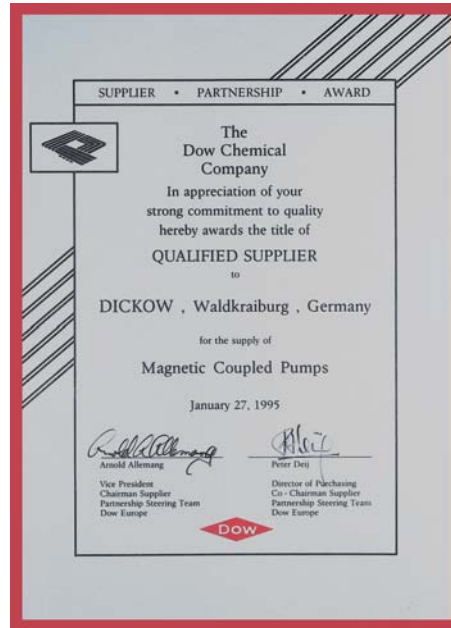 SUPPLIER • PARTNERSHIP • AWARD
The
Dow Chemical
Company
In appreciation of your
strong commitment to quality
hereby awards the title of
QUALIFIED SUPPLIER
to
DICKOW , Waldkraiburg , Germany
for the supply of
Magnetic Coupled Pumps
January 27, 1995
Arnold Allemang
Vice President
Chairman Supplier
Partnership Steering Team
Dow Europe
Peter Deij
Director of Purchasing
Co - Chairman Supplier
Partnership Steering Team
Dow Europe
DOW